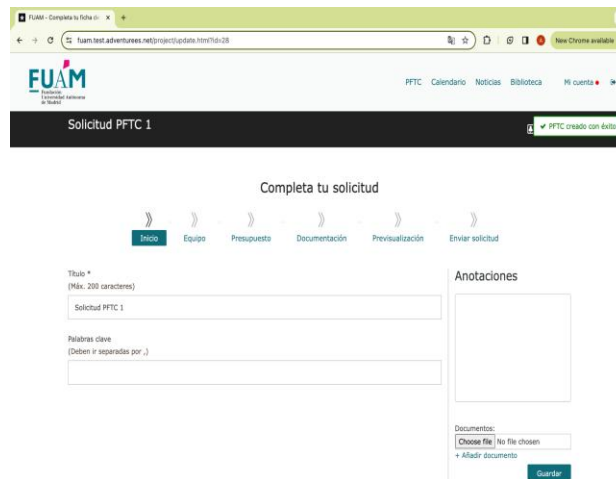 FUAM - Completa tu ficha de
fuam.test.adventurees.net/project/update.html?id=28
New Chrome available
FUAM
Fundación
Universidad Autónoma
de Madrid
PFTC Calendario Noticias Biblioteca Mi cuenta
Solicitud PFTC 1
PFTC creado con éxito
Completa tu solicitud
Inicio Equipo Presupuesto Documentación Previsualización Enviar solicitud
Título *
(Máx. 200 caracteres)
Solicitud PFTC 1
Palabras clave
(Deben ir separadas por ,)
Anotaciones
Documentos:
Choose file No file chosen
+ Añadir documento
Guardar